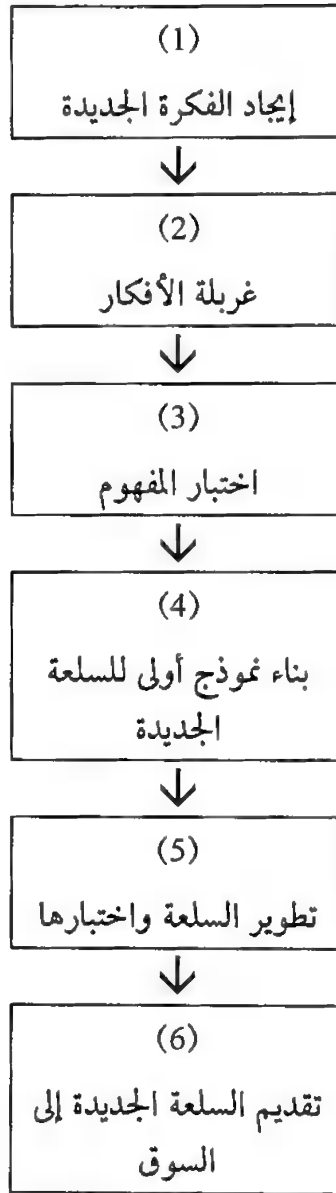 (1)
إيجاد الفكرة الجديدة
(2)
غربلة الأفكار
(3)
اختبار المفهوم
(4)
بناء نموذج أولى للسلعة
الجديدة
(5)
تطوير السلعة واختبارها
(6)
تقديم السلعة الجديدة إلى
السوق